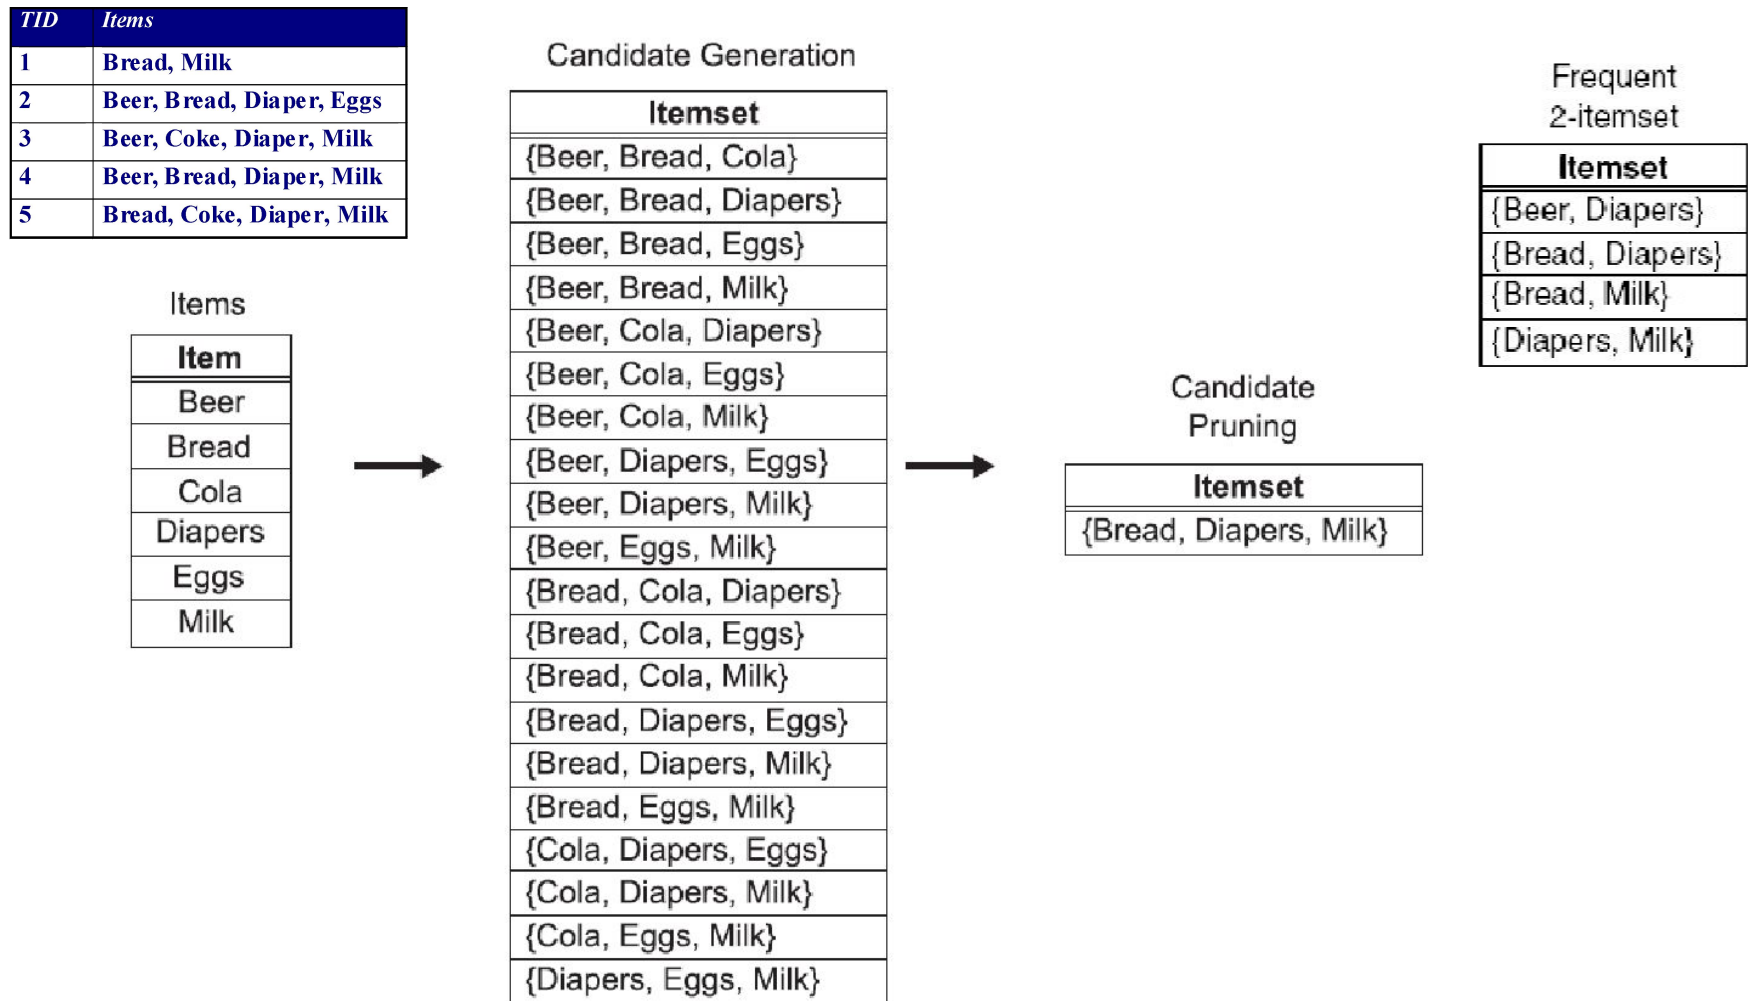 TID Items
1 Bread, Milk
2 Beer, Bread, Diaper, Eggs
3 Beer, Coke, Diaper, Milk
4 Beer, Bread, Diaper, Milk
5 Bread, Coke, Diaper, Milk
Items
Item
Beer
Bread
Cola
Diapers
Eggs
Milk
Candidate Generation
Itemset
{Beer, Bread, Cola}
{Beer, Bread, Diapers}
{Beer, Bread, Eggs}
{Beer, Bread, Milk}
{Beer, Cola, Diapers}
{Beer, Cola, Eggs}
{Beer, Cola, Milk}
{Beer, Diapers, Eggs}
{Beer, Diapers, Milk}
{Beer, Eggs, Milk}
{Bread, Cola, Diapers}
{Bread, Cola, Eggs}
{Bread, Cola, Milk}
{Bread, Diapers, Eggs}
{Bread, Diapers, Milk}
{Bread, Eggs, Milk}
{Cola, Diapers, Eggs}
{Cola, Diapers, Milk}
{Cola, Eggs, Milk}
{Diapers, Eggs, Milk}
Candidate
Pruning
Itemset
{Bread, Diapers, Milk}
Frequent
2-itemset
Itemset
{Beer, Diapers}
{Bread, Diapers}
{Bread, Milk}
{Diapers, Milk}